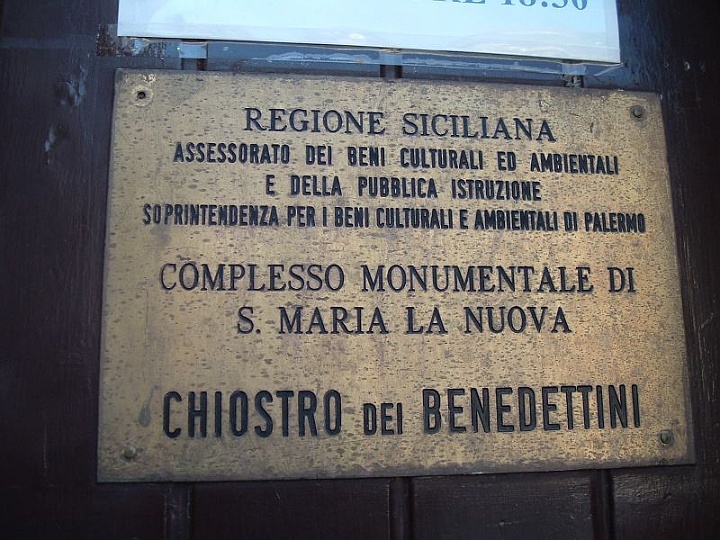 REGIONE SICILIANA
ASSESSORATO DEI BENI CULTURALI ED AMBIENTALI
E DELLA PUBBLICA ISTRUZIONE
SOPRINTENDENZA PER I BENI CULTURALI E AMBIENTALI DI PALERMO
COMPLESSO MONUMENTALE DI
S. MARIA LA NUOVA
CHIOSTRO DEI BENEDETTINI